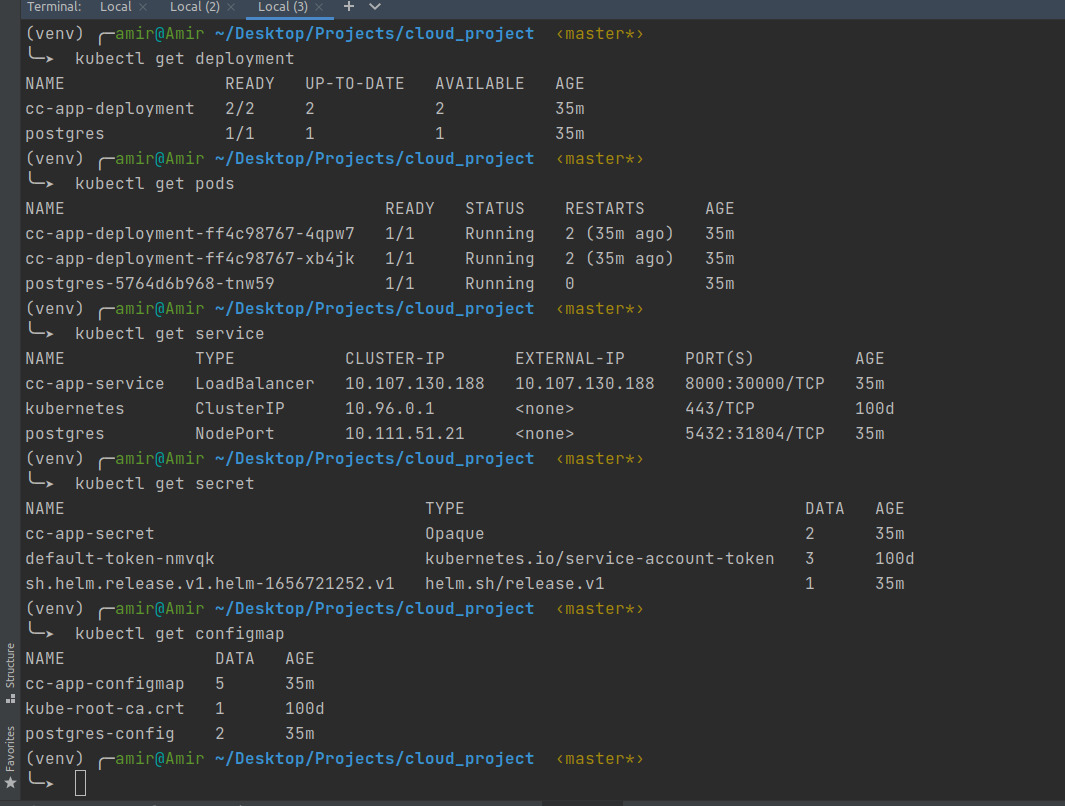 Terminal: Local × Local (2) × Local (3) × +
(venv) ╭─amir@Amir ~/Desktop/Projects/cloud_project ‹master*›
╰─➤ kubectl get deployment
NAME READY UP-TO-DATE AVAILABLE AGE
cc-app-deployment 2/2 2 2 35m
postgres 1/1 1 1 35m
(venv) ╭─amir@Amir ~/Desktop/Projects/cloud_project ‹master*›
╰─➤ kubectl get pods
NAME READY STATUS RESTARTS AGE
cc-app-deployment-ff4c98767-4qpw7 1/1 Running 2 (35m ago) 35m
cc-app-deployment-ff4c98767-xb4jk 1/1 Running 2 (35m ago) 35m
postgres-5764d6b968-tnw59 1/1 Running 0 35m
(venv) ╭─amir@Amir ~/Desktop/Projects/cloud_project ‹master*›
╰─➤ kubectl get service
NAME TYPE CLUSTER-IP EXTERNAL-IP PORT(S) AGE
cc-app-service LoadBalancer 10.107.130.188 10.107.130.188 8000:30000/TCP 35m
kubernetes ClusterIP 10.96.0.1 <none> 443/TCP 100d
postgres NodePort 10.111.51.21 <none> 5432:31804/TCP 35m
(venv) ╭─amir@Amir ~/Desktop/Projects/cloud_project ‹master*›
╰─➤ kubectl get secret
NAME TYPE DATA AGE
cc-app-secret Opaque 2 35m
default-token-nmvqk kubernetes.io/service-account-token 3 100d
sh.helm.release.v1.helm-1656721252.v1 helm.sh/release.v1 1 35m
(venv) ╭─amir@Amir ~/Desktop/Projects/cloud_project ‹master*›
╰─➤ kubectl get configmap
NAME DATA AGE
cc-app-configmap 5 35m
kube-root-ca.crt 1 100d
postgres-config 2 35m
(venv) ╭─amir@Amir ~/Desktop/Projects/cloud_project ‹master*›
╰─➤
Structure
Favorites